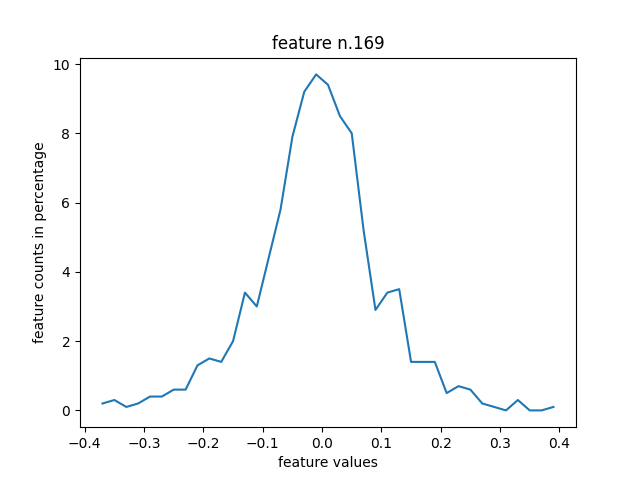 feature n.169
feature counts in percentage
10
8
6
4
2
0
−0.4 −0.3 −0.2 −0.1 0.0 0.1 0.2 0.3 0.4
feature values